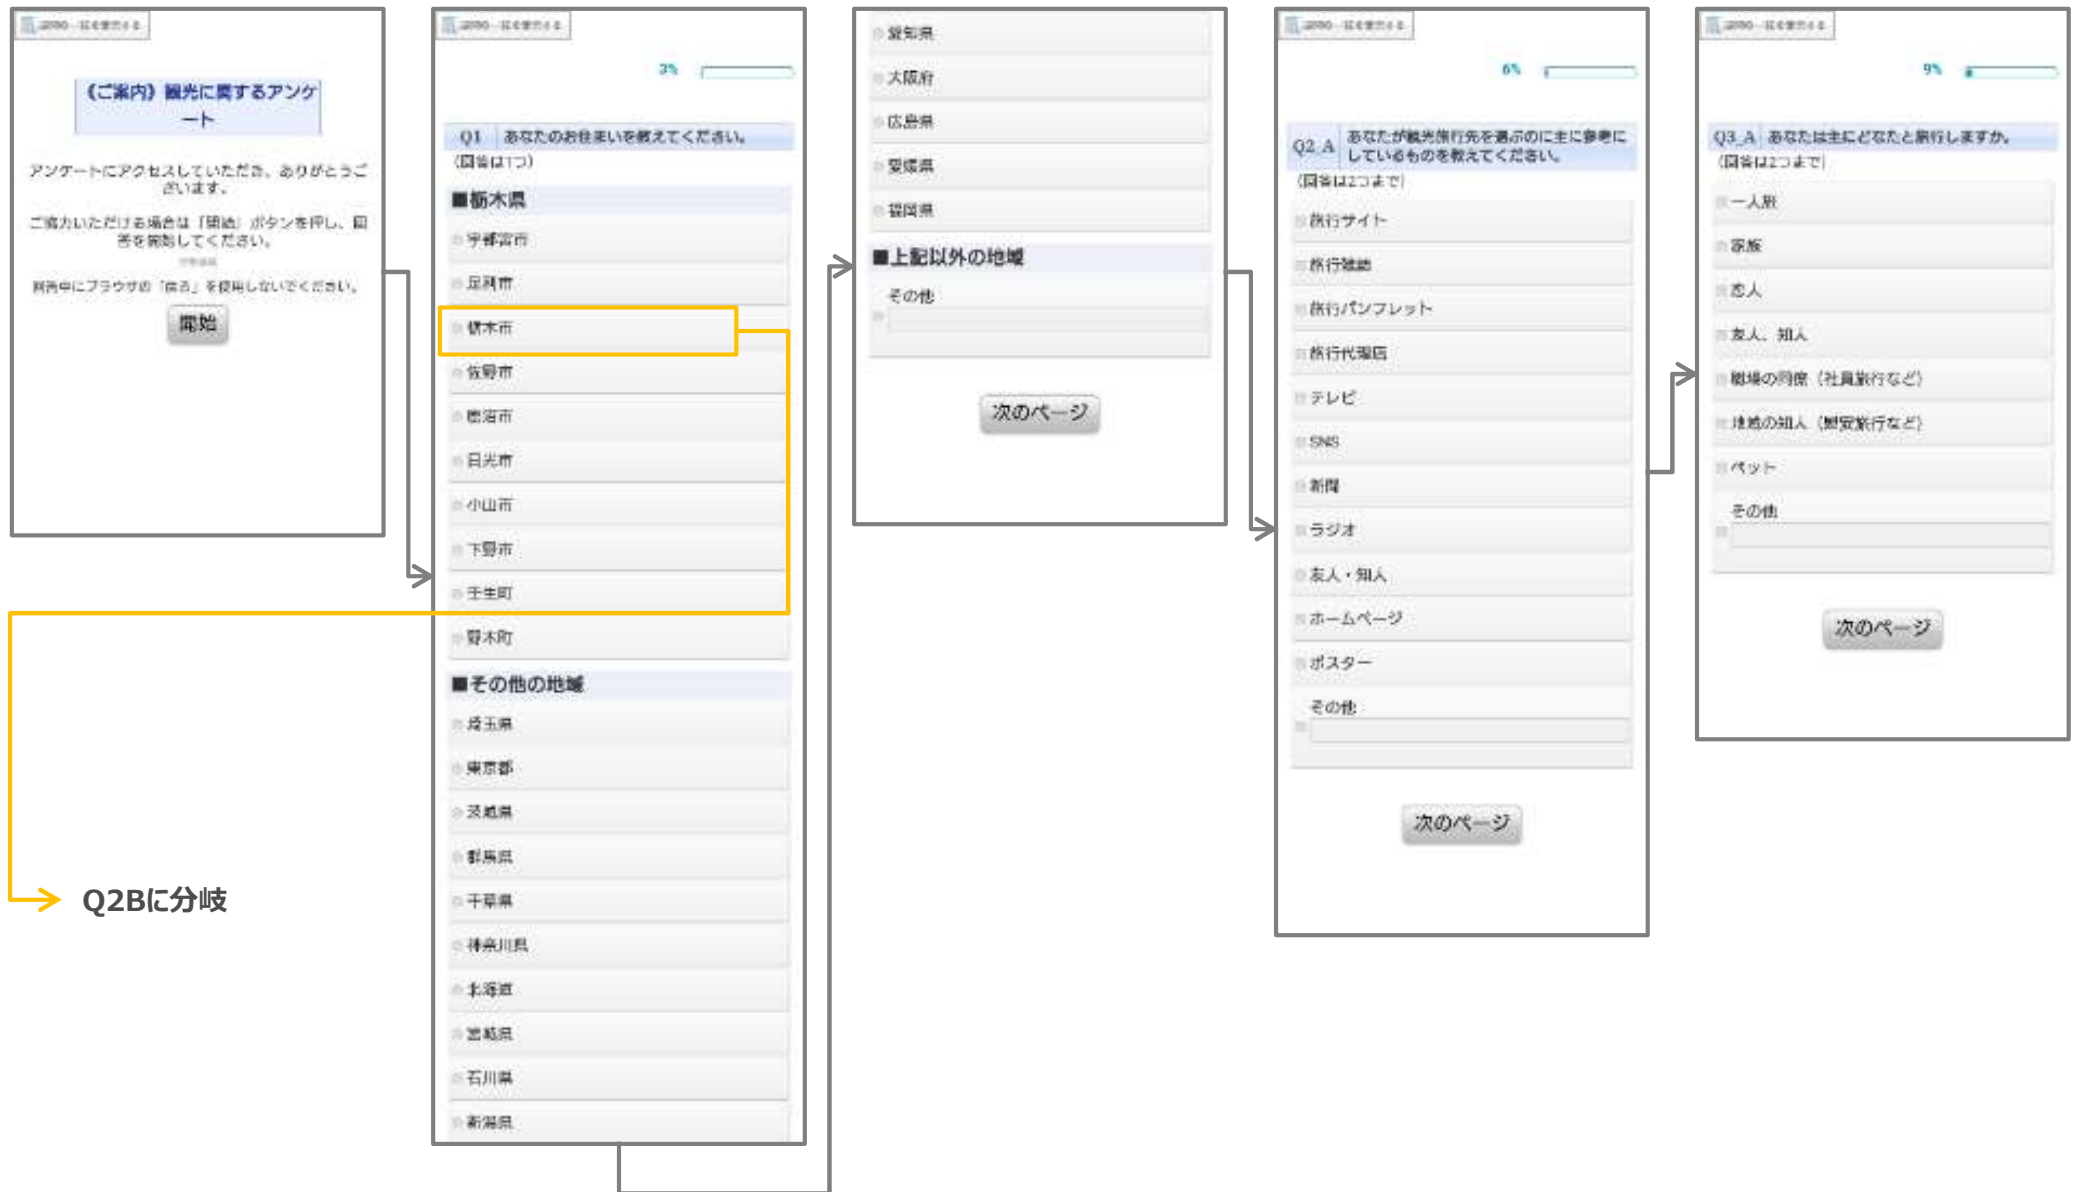 《ご案内》観光に関するアンケ
ート
アンケートにアクセスしていただき、ありがとうご
ざいます。
ご協力いただける場合は「開始」ボタンを押し、回
答を開始してください。
回答中にブラウザの「戻る」を使用しないでください。
開始
3%
Q1 あなたのお住まいを教えてください。
(回答は1つ)
■栃木県
宇都宮市
足利市
栃木市
佐野市
鹿沼市
日光市
小山市
下野市
壬生町
野木町
■その他の地域
埼玉県
東京都
茨城県
群馬県
千葉県
神奈川県
北海道
宮城県
石川県
新潟県
愛知県
大阪府
広島県
愛媛県
福岡県
■上記以外の地域
その他
次のページ
6%
Q2_A あなたが観光旅行先を選ぶのに主に参考に
しているものを教えてください。
(回答は2つまで)
旅行サイト
旅行雑誌
旅行パンフレット
旅行代理店
テレビ
SNS
新聞
ラジオ
友人・知人
ホームページ
ポスター
その他
次のページ
9%
Q3_A あなたは主にどなたと旅行しますか。
(回答は2つまで)
一人旅
家族
恋人
友人、知人
職場の同僚（社員旅行など）
地域の知人（慰安旅行など）
ペット
その他
次のページ
Q2Bに分岐